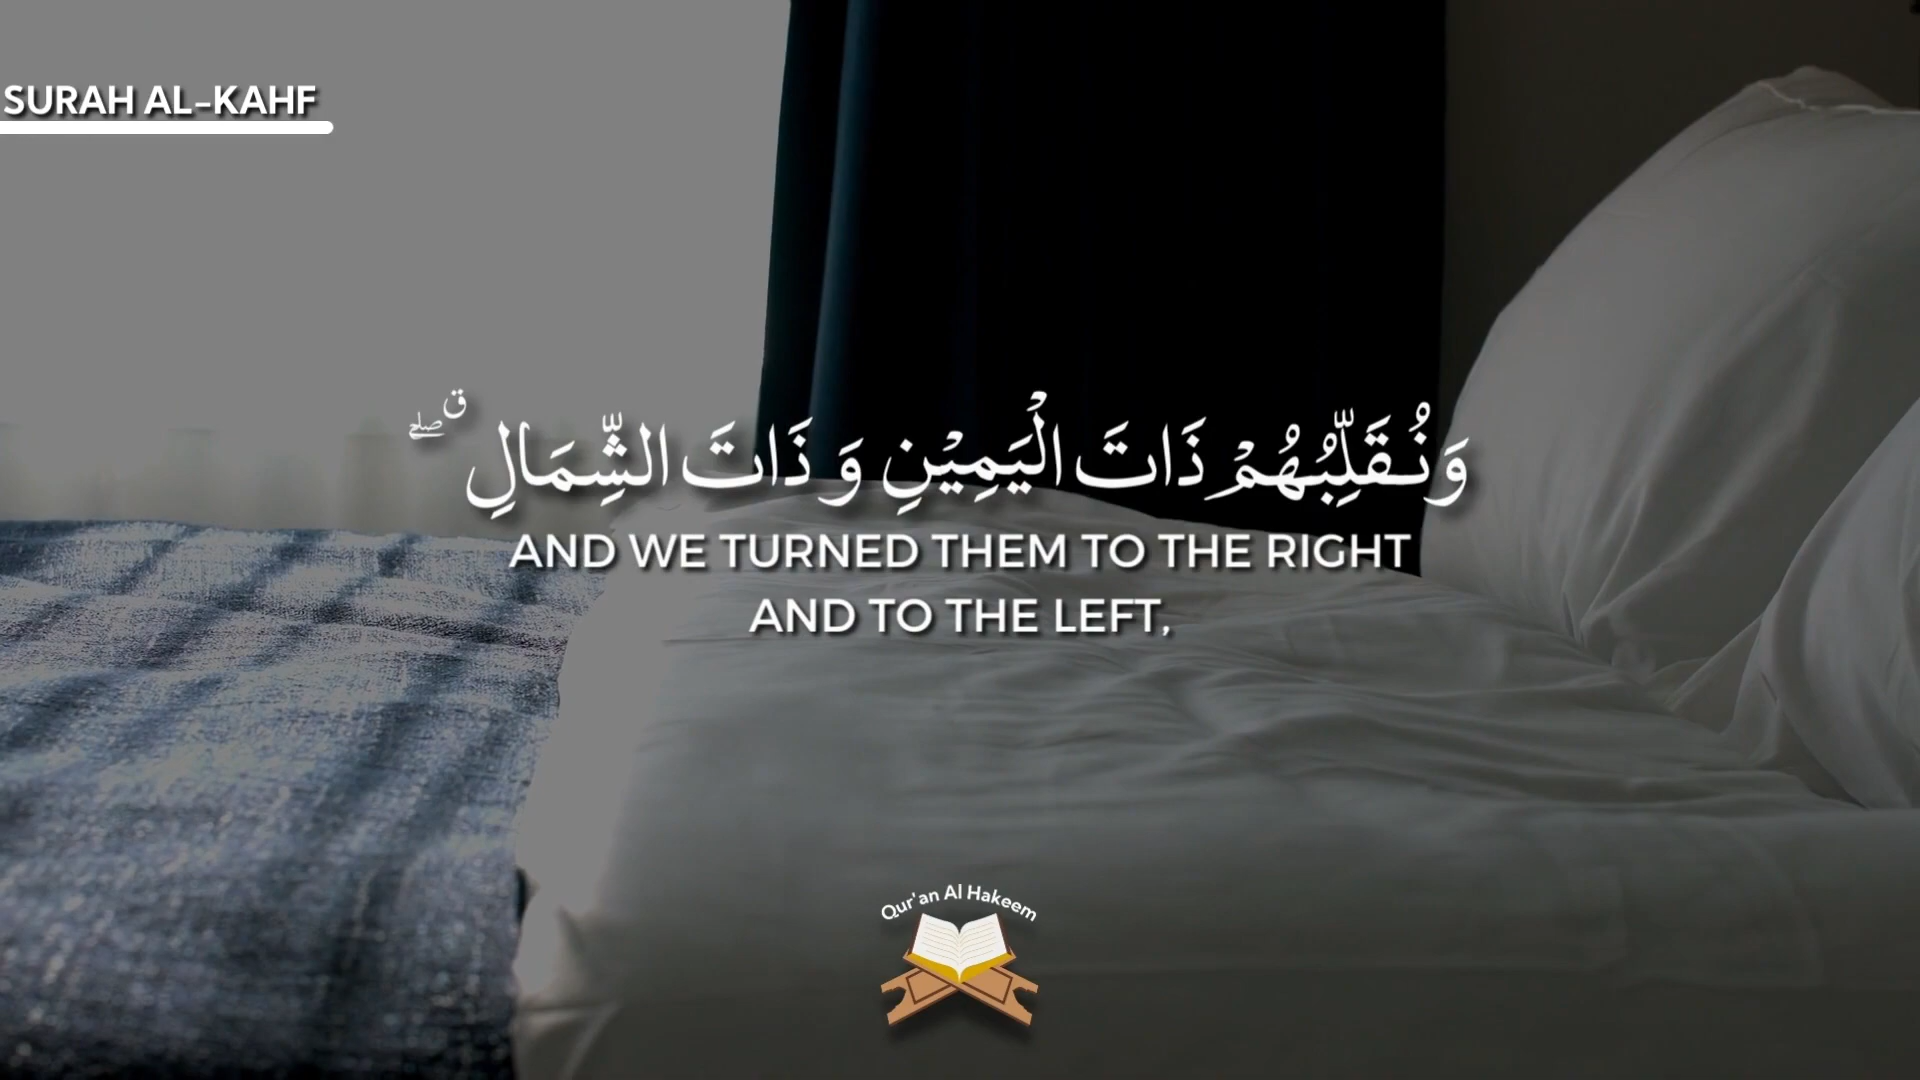 SURAH AL-KAHF
وَنُقَلِّبُهُمْ ذَاتَ الْيَمِيْنِ وَ ذَاتَ الشِّمَالِ ۖق
AND WE TURNED THEM TO THE RIGHT
AND TO THE LEFT,
Qur'an Al Hakeem